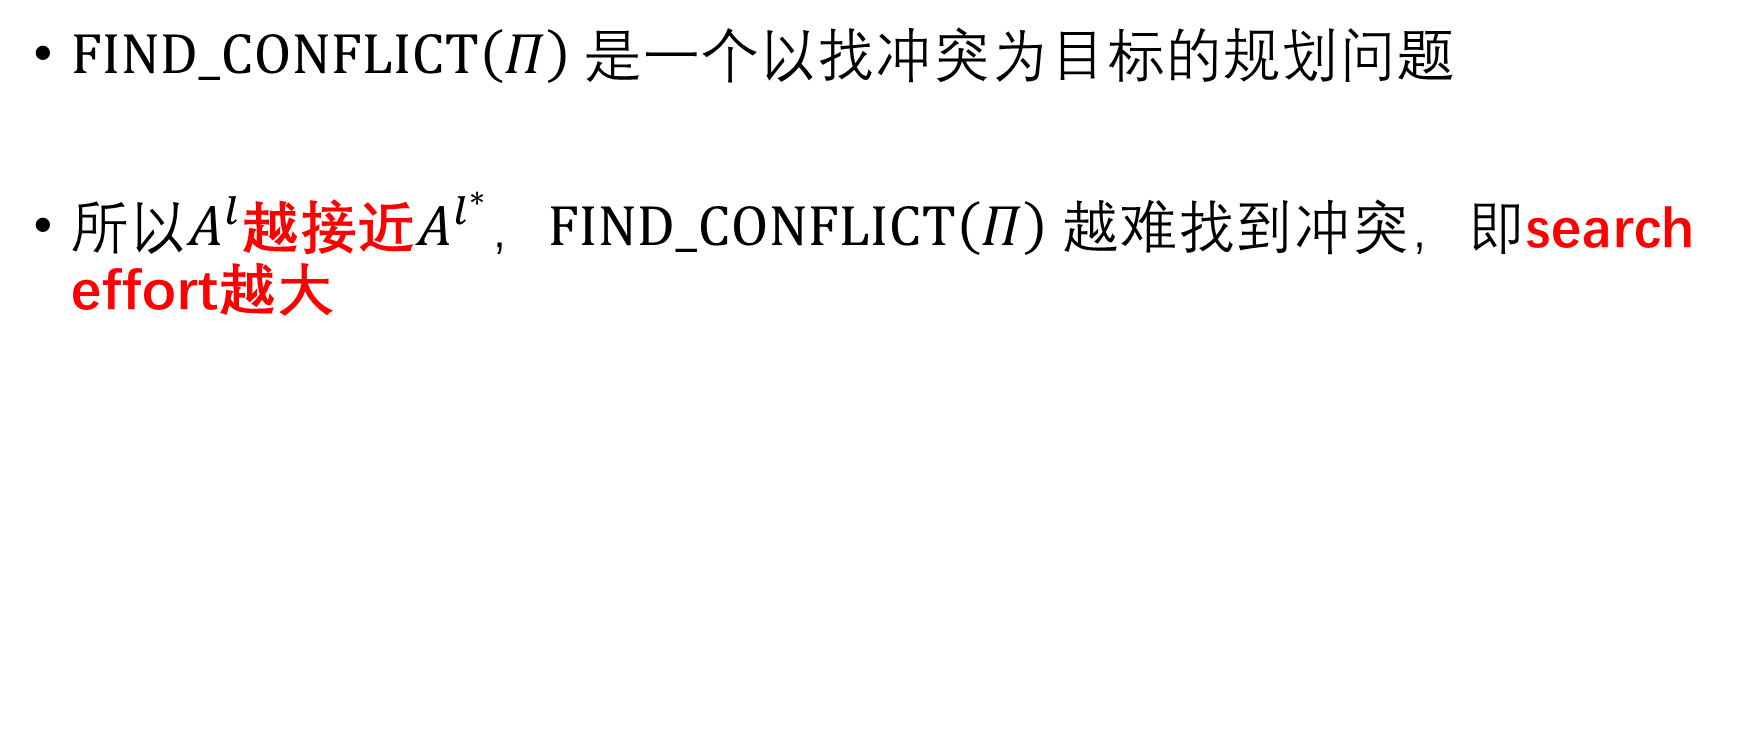 • FIND_CONFLICT(𝛱) 是一个以找冲突为目标的规划问题
• 所以𝐴^𝑙越接近𝐴^{𝑙*}，FIND_CONFLICT(𝛱) 越难找到冲突，即search
effort越大